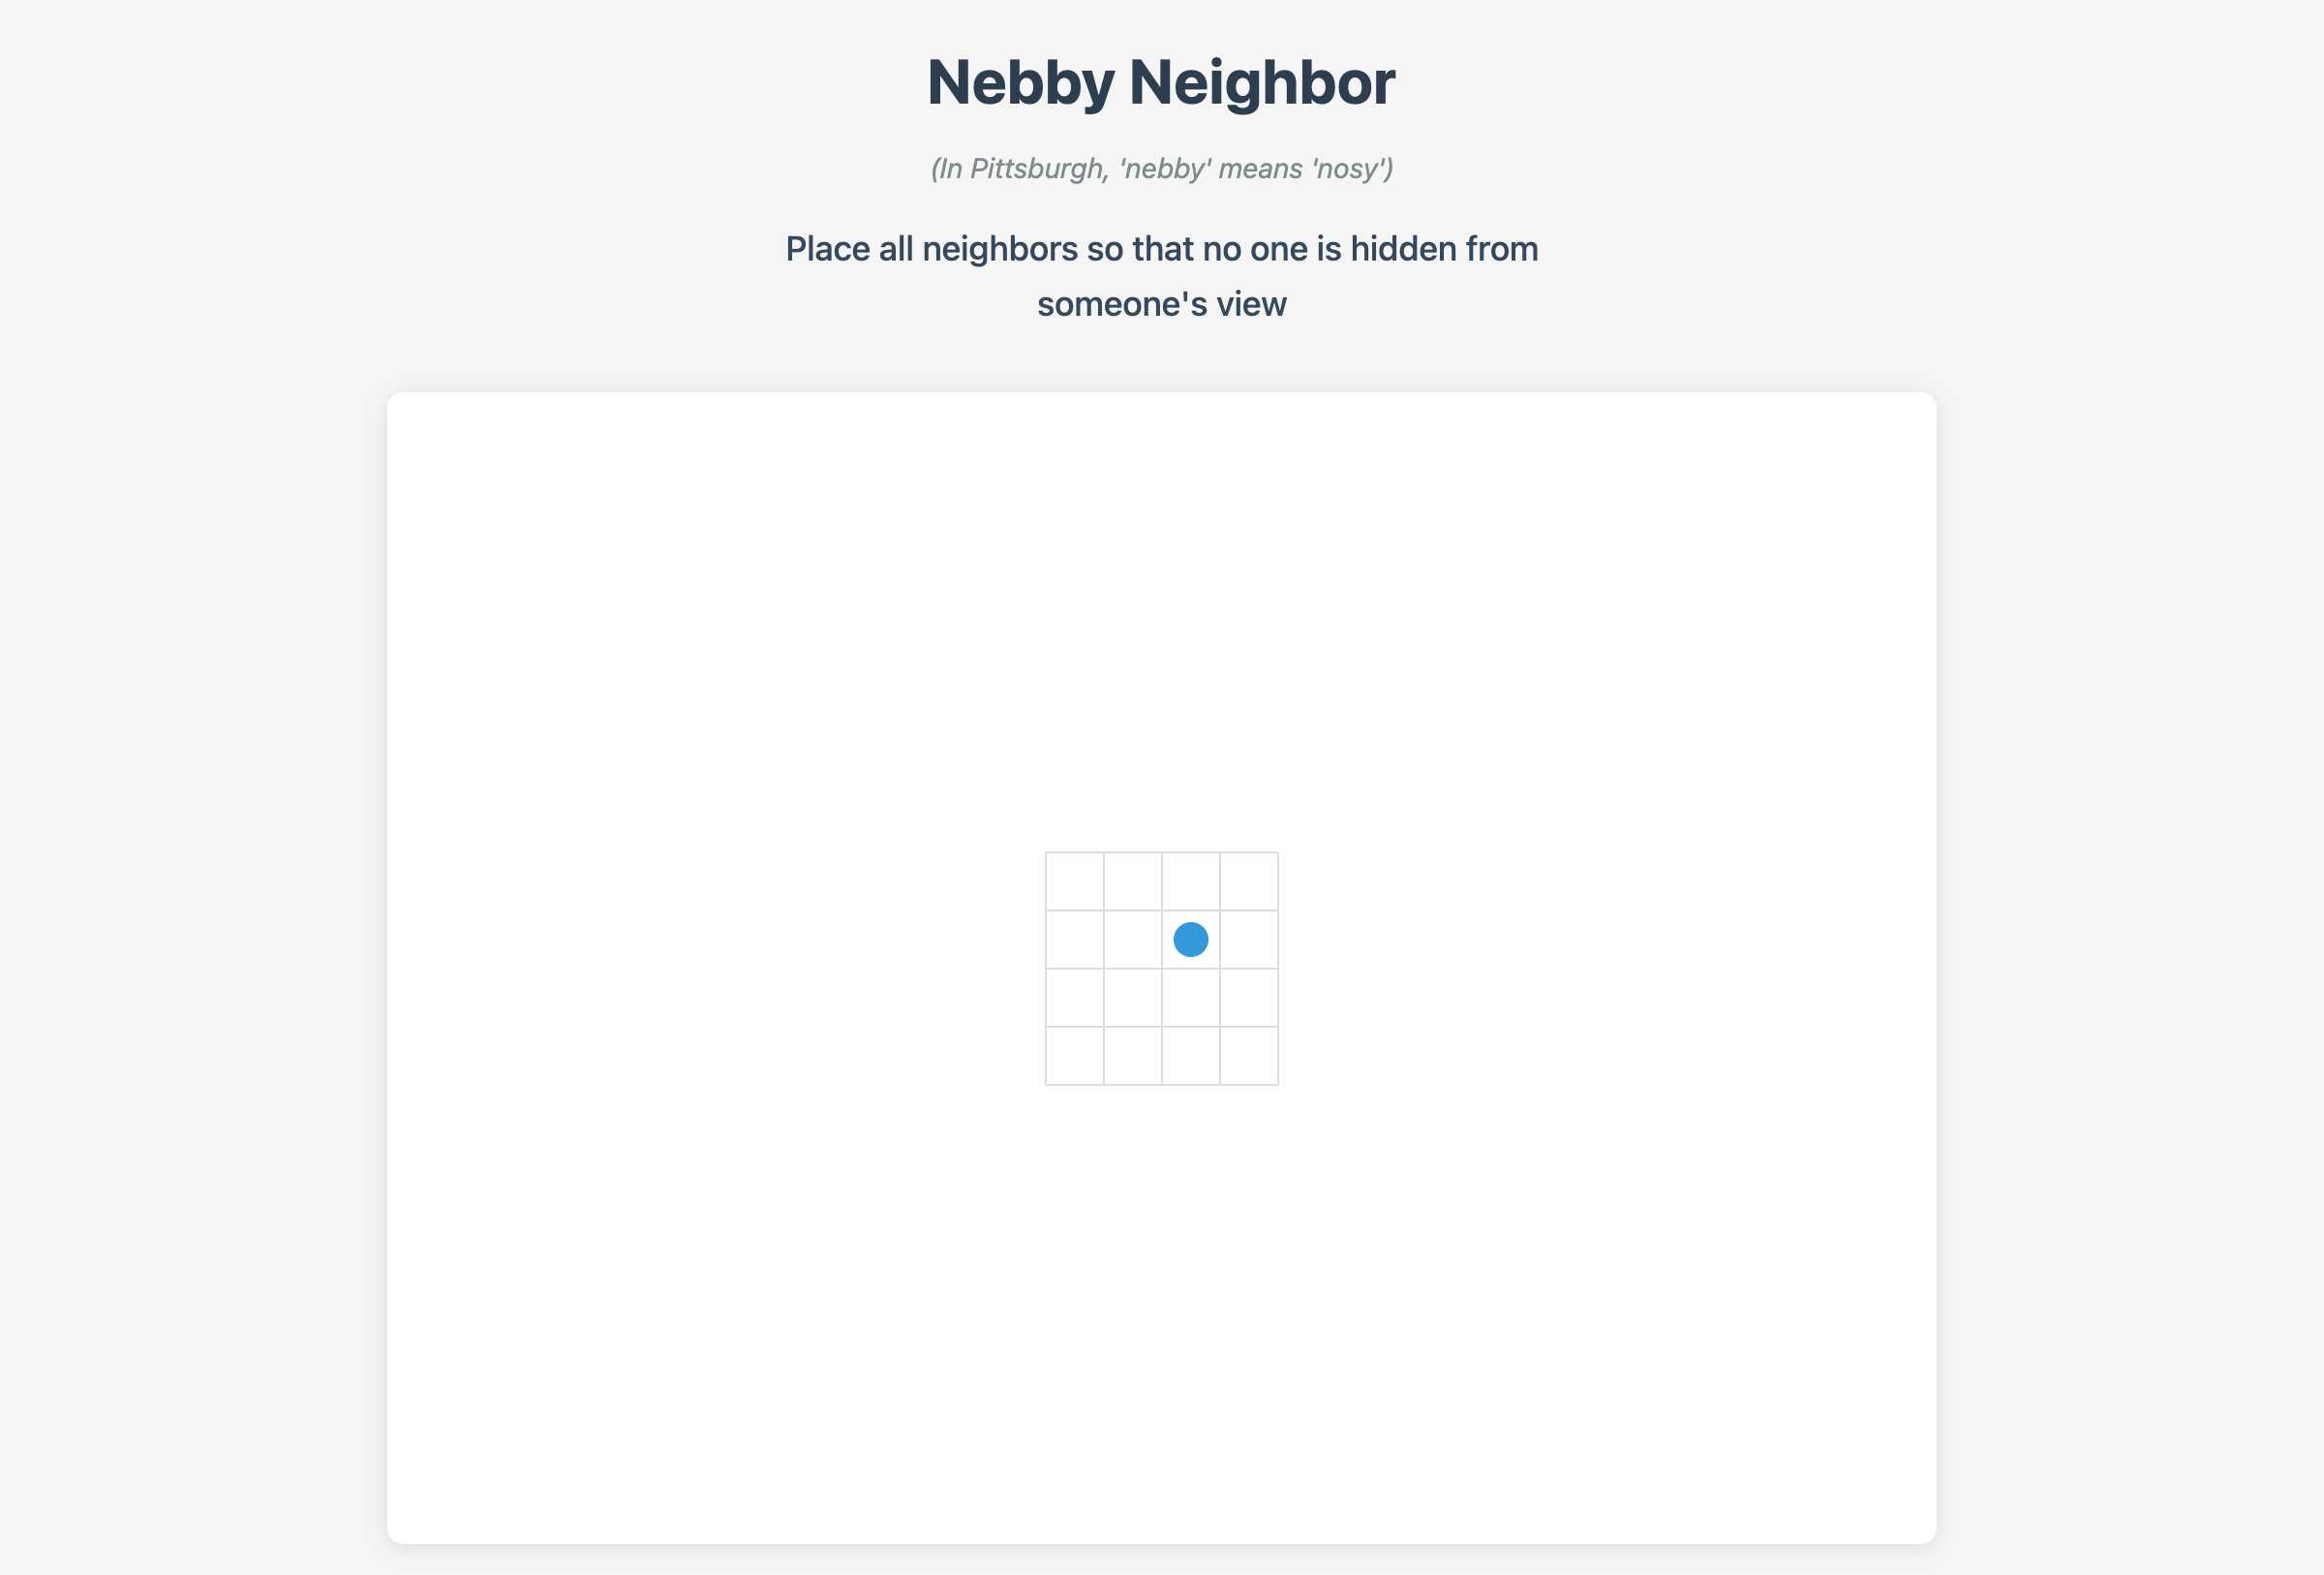 Nebby Neighbor
(In Pittsburgh, 'nebby' means 'nosy')
Place all neighbors so that no one is hidden from
someone's view